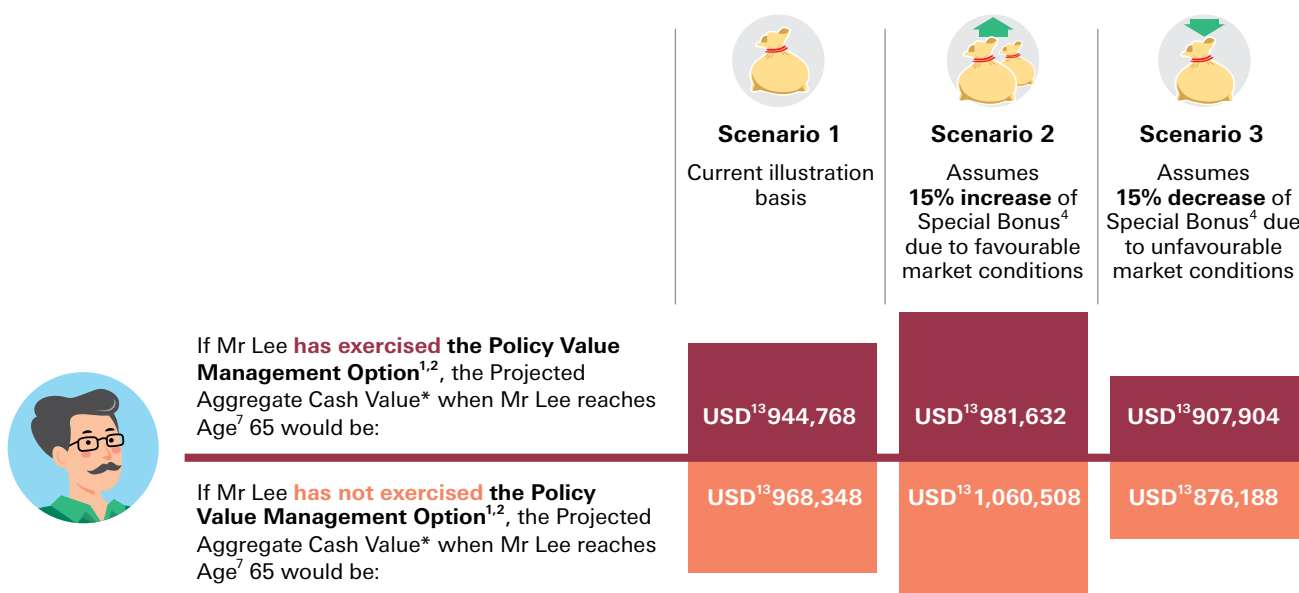 Scenario 1
Current illustration
basis
Scenario 2
Assumes
15% increase of
Special Bonus4
due to favourable
market conditions
Scenario 3
Assumes
15% decrease of
Special Bonus4 due
to unfavourable
market conditions
If Mr Lee has exercised the Policy Value
Management Option1,2, the Projected
Aggregate Cash Value* when Mr Lee reaches
Age7 65 would be:
USD13944,768
USD13981,632
USD13907,904
If Mr Lee has not exercised the Policy
Value Management Option1,2, the Projected
Aggregate Cash Value* when Mr Lee reaches
Age7 65 would be:
USD13968,348
USD131,060,508
USD13876,188